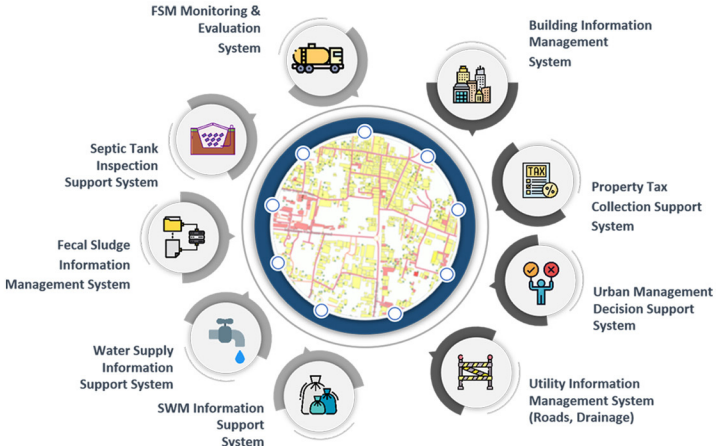 FSM Monitoring &
Evaluation
System
Building Information
Management
System
Septic Tank
Inspection
Support System
TAX
%
Property Tax
Collection Support
System
Fecal Sludge
Information
Management System
Urban Management
Decision Support
System
Water Supply
Information
Support System
Utility Information
Management System
(Roads, Drainage)
SWM Information
Support
System